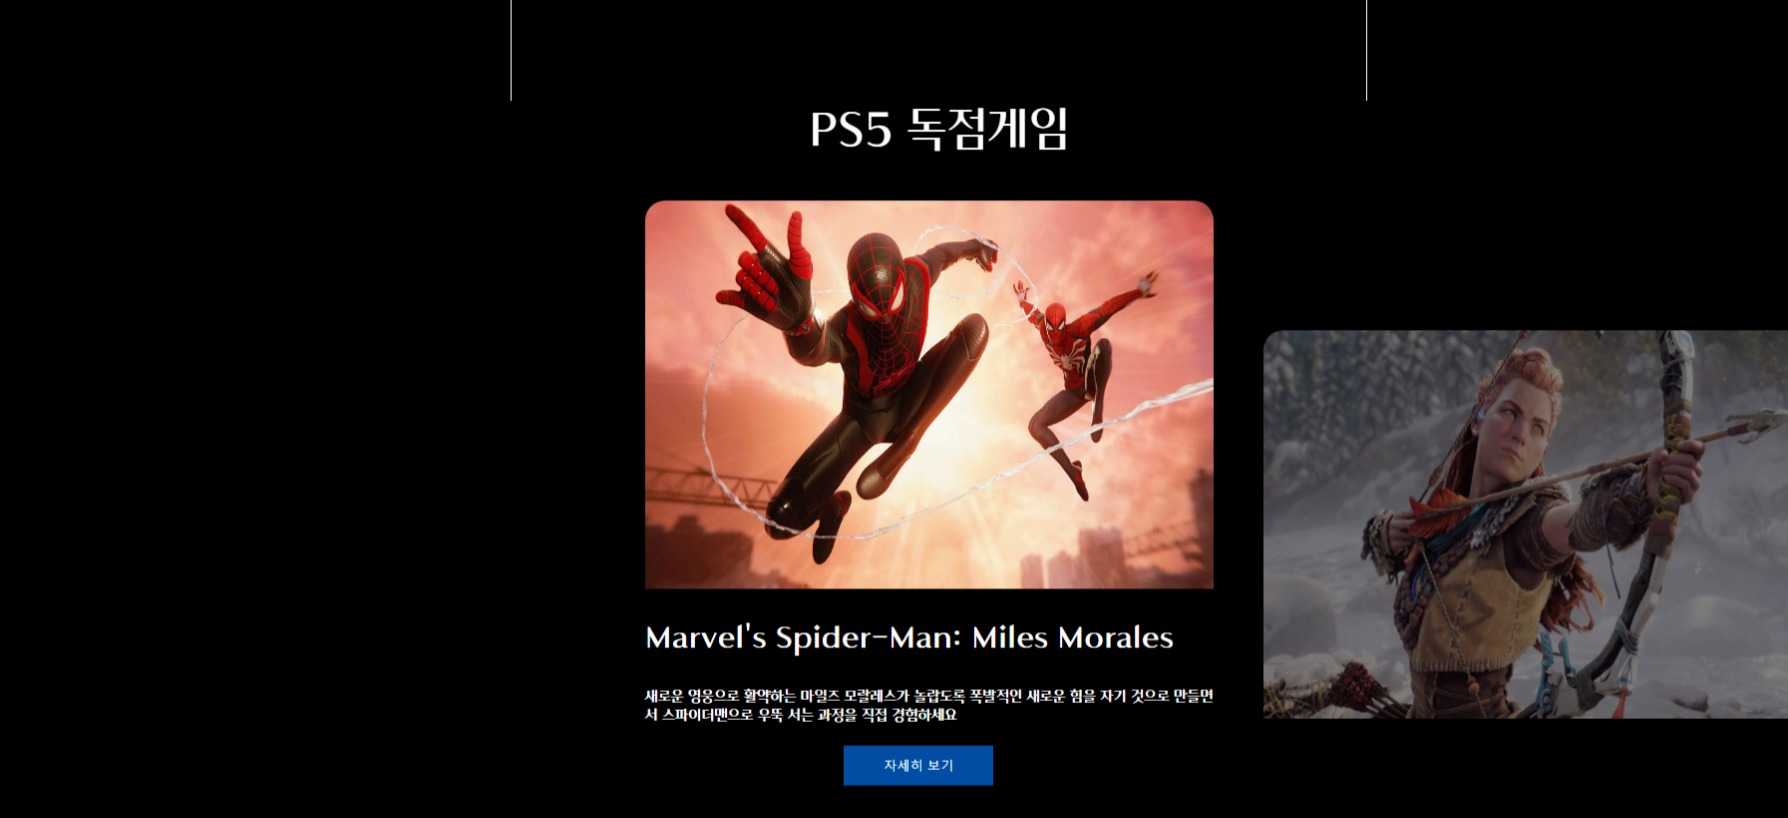 PS5 독점게임
Marvel's Spider-Man: Miles Morales
새로운 영웅으로 활약하는 마일즈 모랄레스가 놀랍도록 폭발적인 새로운 힘을 자기 것으로 만들면
서 스파이더맨으로 우뚝 서는 과정을 직접 경험하세요
자세히 보기